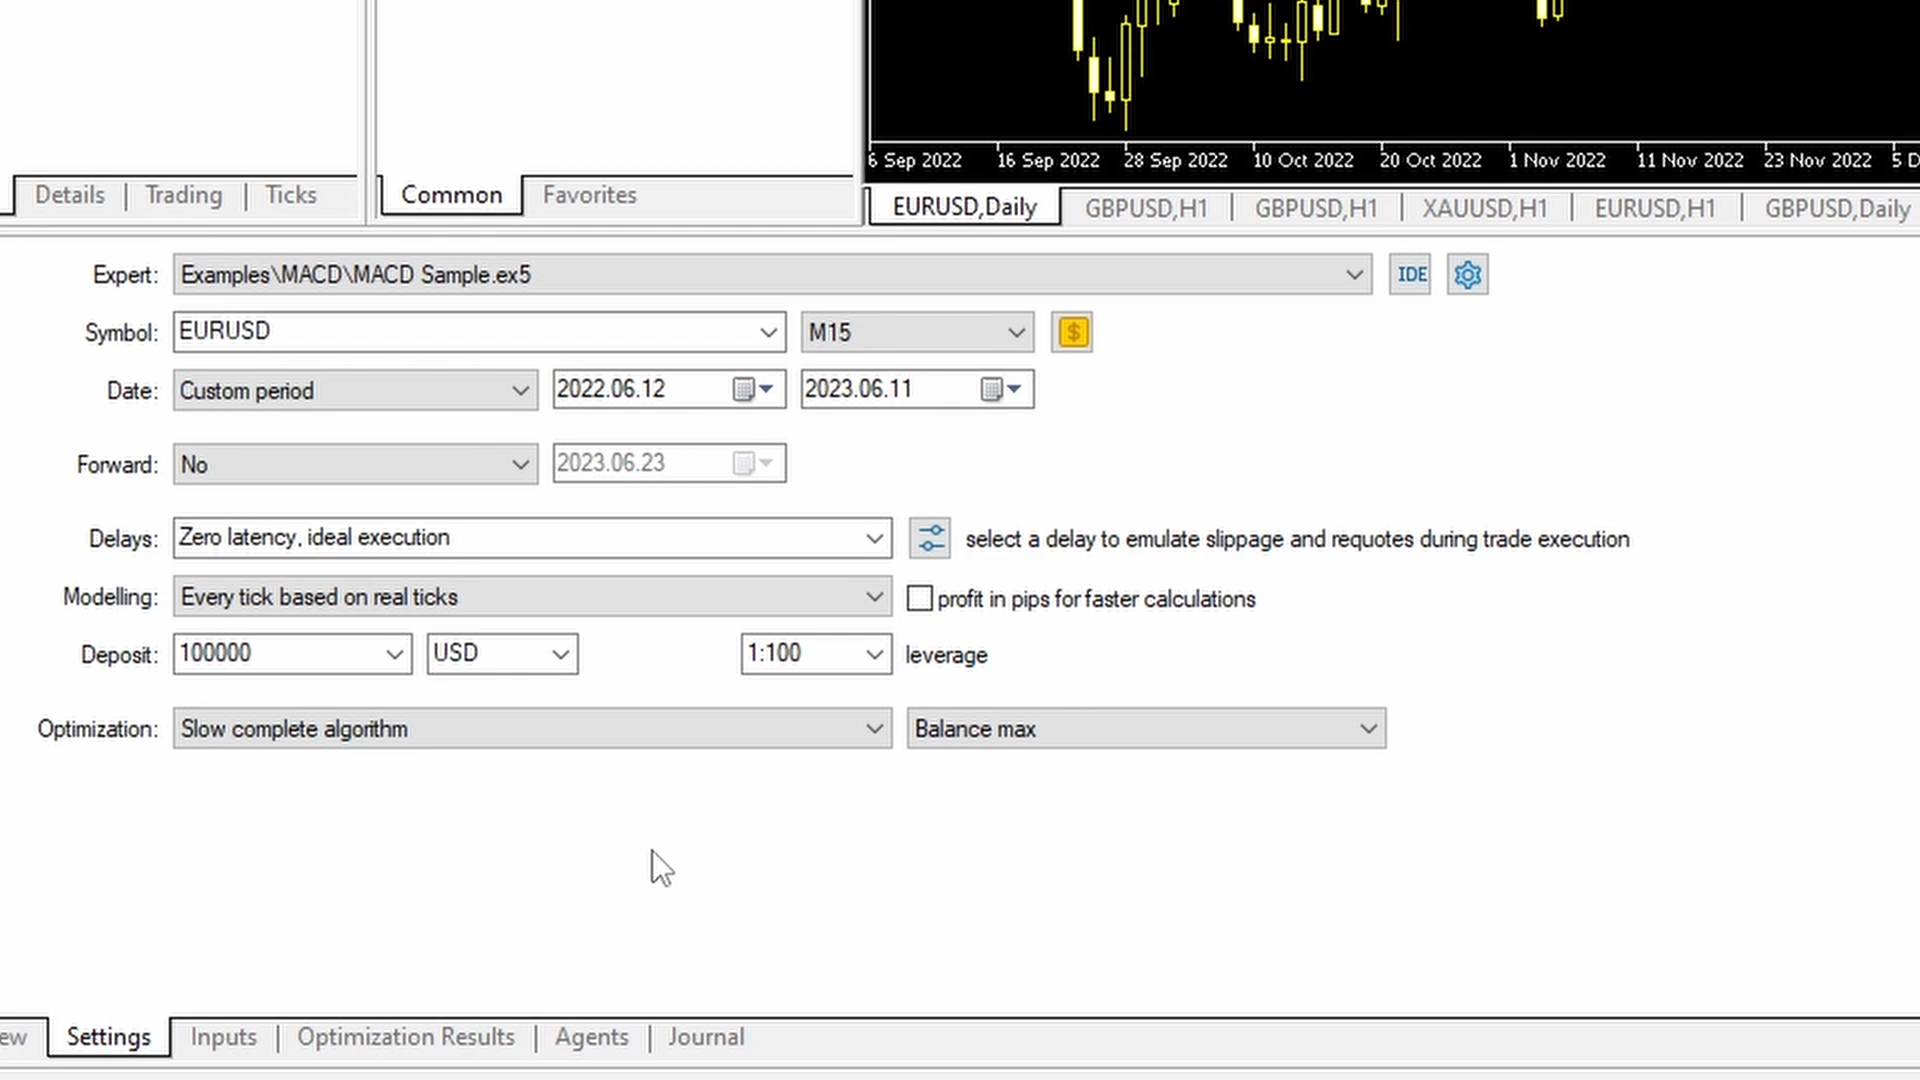 6 Sep 2022 16 Sep 2022 28 Sep 2022 10 Oct 2022 20 Oct 2022 1 Nov 2022 11 Nov 2022 23 Nov 2022 5 D
Details | Trading | Ticks
Common Favorites
EURUSD,Daily GBPUSD,H1 | GBPUSD,H1 | XAUUSD,H1 | EURUSD,H1 | GBPUSD,Daily
Expert: Examples\MACD\MACD Sample.ex5 IDE
Symbol: EURUSD M15 $
Date: Custom period 2022.06.12 2023.06.11
Forward: No 2023.06.23
Delays: Zero latency, ideal execution select a delay to emulate slippage and requotes during trade execution
Modelling: Every tick based on real ticks profit in pips for faster calculations
Deposit: 100000 USD 1:100 leverage
Optimization: Slow complete algorithm Balance max
ew Settings Inputs | Optimization Results | Agents | Journal